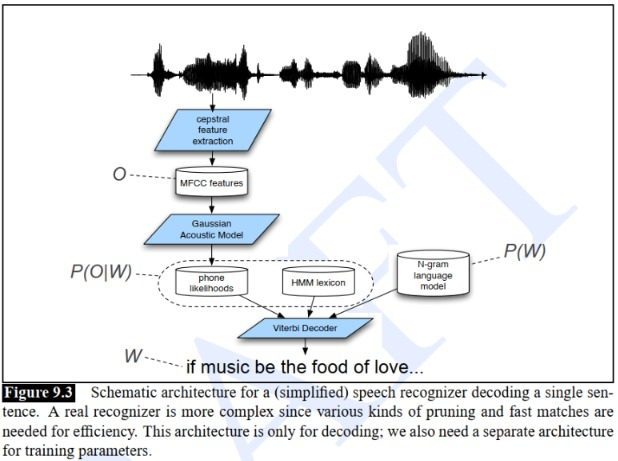 cepstral
feature
extraction
O
MFCC features
Gaussian
Acoustic Model
P(O|W)
phone
likelihoods
HMM lexicon
N-gram
language
model
P(W)
Viterbi Decoder
W
if music be the food of love...
Figure 9.3 Schematic architecture for a (simplified) speech recognizer decoding a single sen-
tence. A real recognizer is more complex since various kinds of pruning and fast matches are
needed for efficiency. This architecture is only for decoding; we also need a separate architecture
for training parameters.